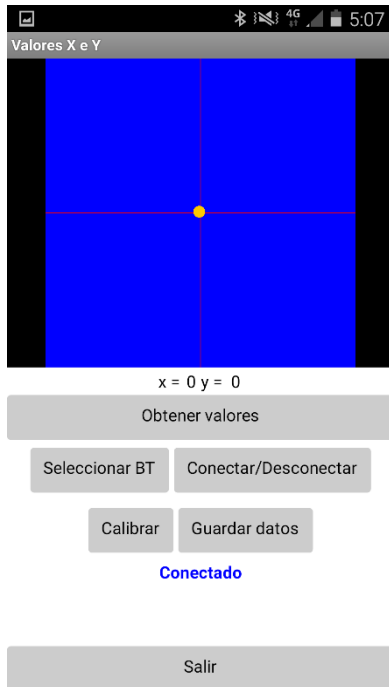 4G 5:07
Valores X e Y
x = 0 y = 0
Obtener valores
Seleccionar BT Conectar/Desconectar
Calibrar Guardar datos
Conectado
Salir